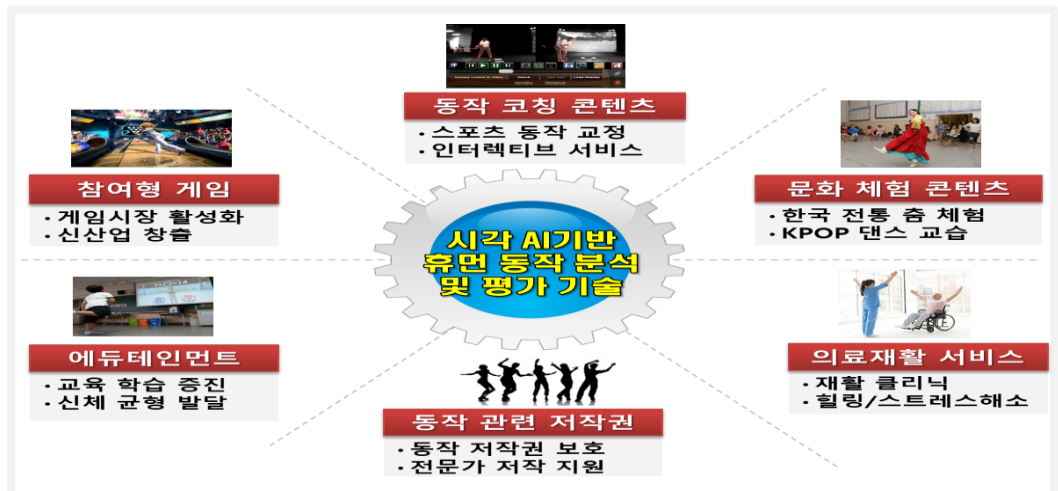 동작 코칭 콘텐츠
· 스포츠 동작 교정
· 인터렉티브 서비스
참여형 게임
· 게임시장 활성화
· 신산업 창출
문화 체험 콘텐츠
· 한국 전통 춤 체험
· KPOP 댄스 교습
시각 AI기반
휴먼 동작 분석
및 평가 기술
에듀테인먼트
· 교육 학습 증진
· 신체 균형 발달
의료재활 서비스
· 재활 클리닉
· 힐링/스트레스해소
동작 관련 저작권
· 동작 저작권 보호
· 전문가 저작 지원